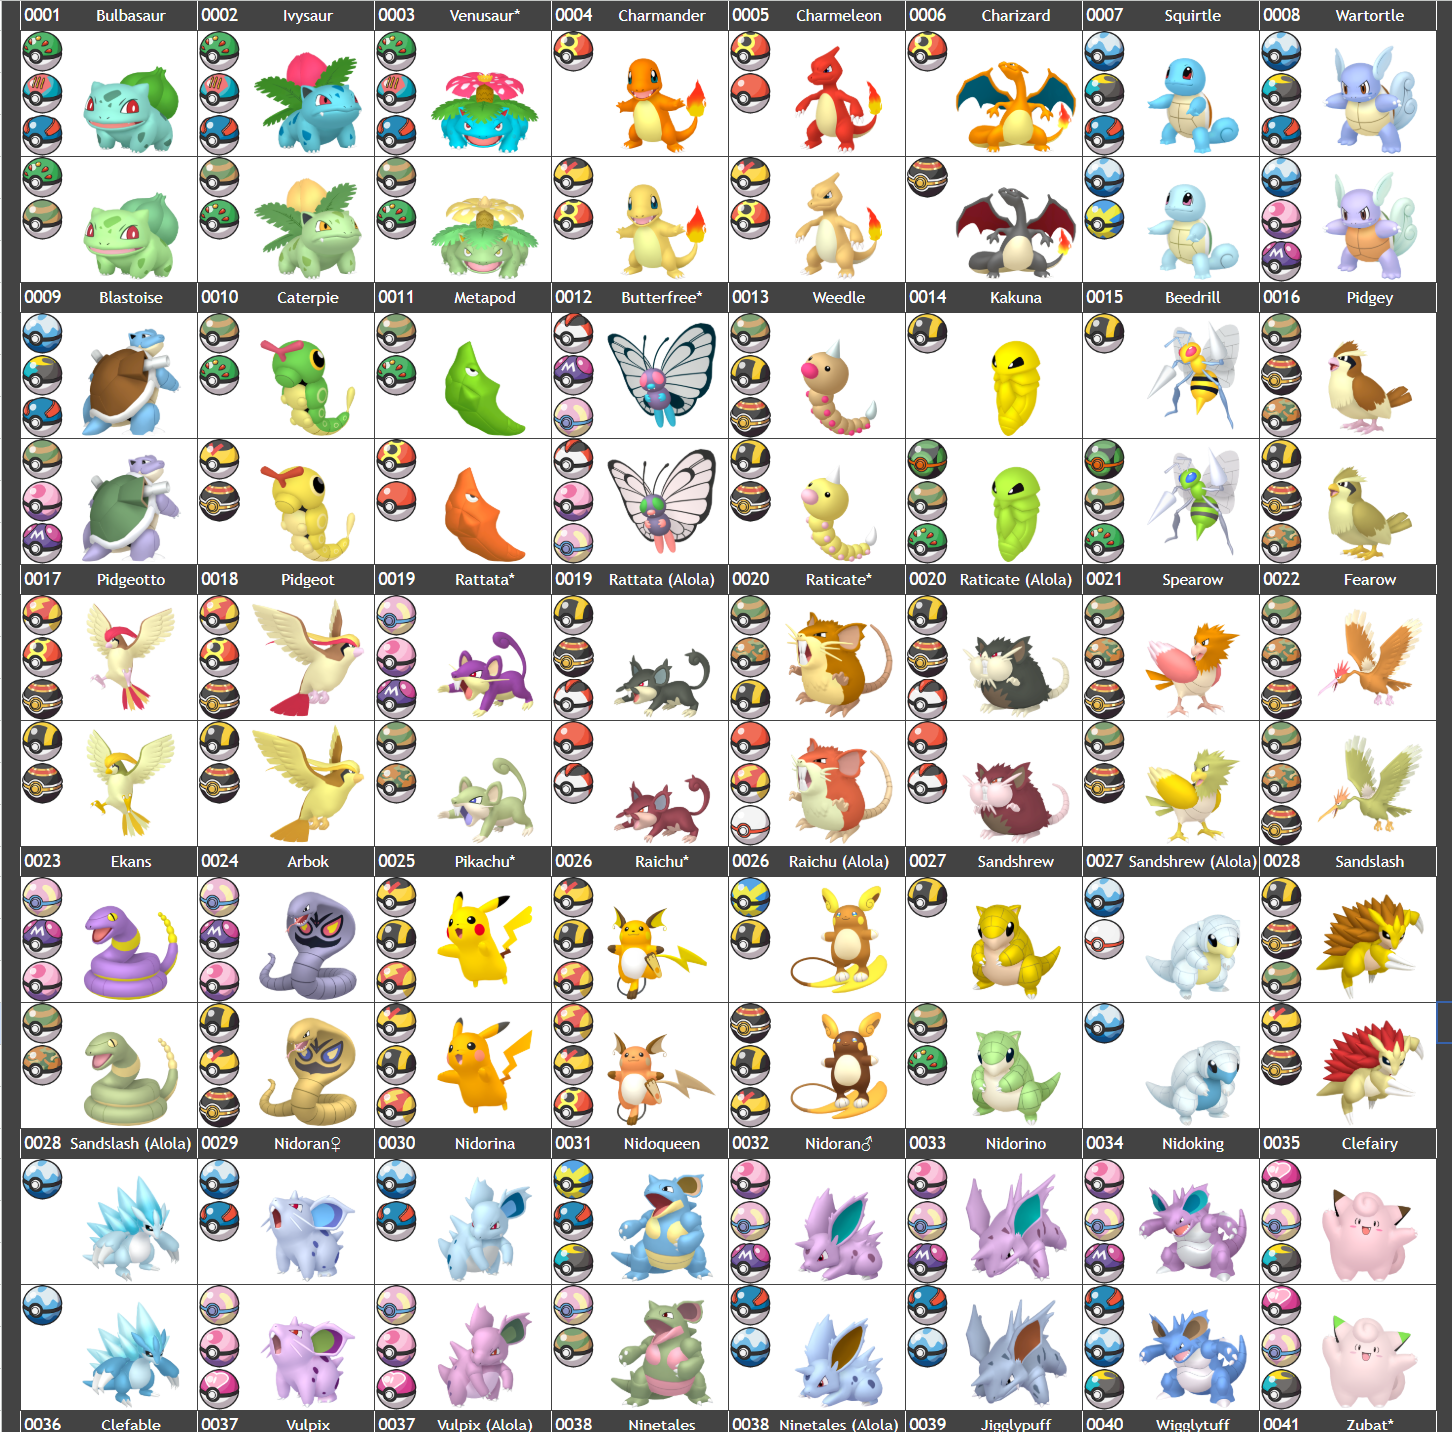 0001 Bulbasaur 0002 Ivysaur 0003 Venusaur* 0004 Charmander 0005 Charmeleon 0006 Charizard 0007 Squirtle 0008 Wartortle
0009 Blastoise 0010 Caterpie 0011 Metapod 0012 Butterfree* 0013 Weedle 0014 Kakuna 0015 Beedrill 0016 Pidgey
0017 Pidgeotto 0018 Pidgeot 0019 Rattata* 0019 Rattata (Alola) 0020 Raticate* 0020 Raticate (Alola) 0021 Spearow 0022 Fearow
0023 Ekans 0024 Arbok 0025 Pikachu* 0026 Raichu* 0026 Raichu (Alola) 0027 Sandshrew 0027 Sandshrew (Alola) 0028 Sandslash
0028 Sandslash (Alola) 0029 Nidoran♀ 0030 Nidorina 0031 Nidoqueen 0032 Nidoran♂ 0033 Nidorino 0034 Nidoking 0035 Clefairy
0036 Clefable 0037 Vulpix 0037 Vulpix (Alola) 0038 Ninetales 0038 Ninetales (Alola) 0039 Jigglypuff 0040 Wigglytuff 0041 Zubat*